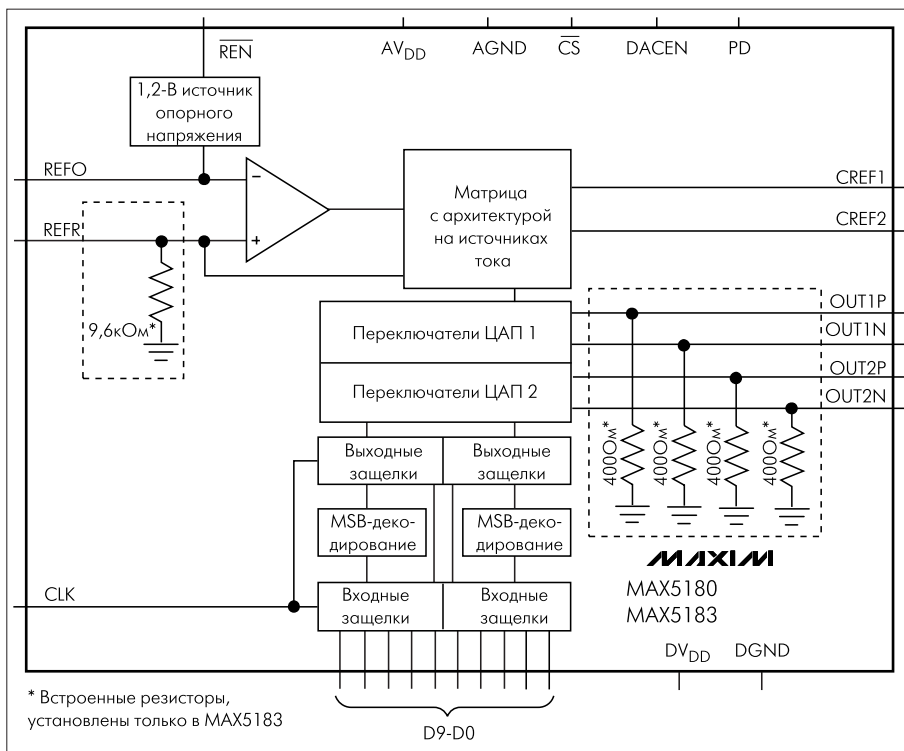 REN AVDD AGND CS DACEN PD
1,2-В источник
опорного
напряжения
REFO
REFR
−
+
9,6кОм*
Матрица
с архитектурой
на источниках
тока
CREF1
CREF2
Переключатели ЦАП 1
Переключатели ЦАП 2
OUT1P
OUT1N
OUT2P
OUT2N
400Ом*
400Ом*
400Ом*
400Ом*
Выходные
защелки
Выходные
защелки
MSB-деко-
дирование
MSB-деко-
дирование
CLK
Входные
защелки
Входные
защелки
MAXIM
MAX5180
MAX5183
DVDD DGND
* Встроенные резисторы,
установлены только в MAX5183
D9-D0